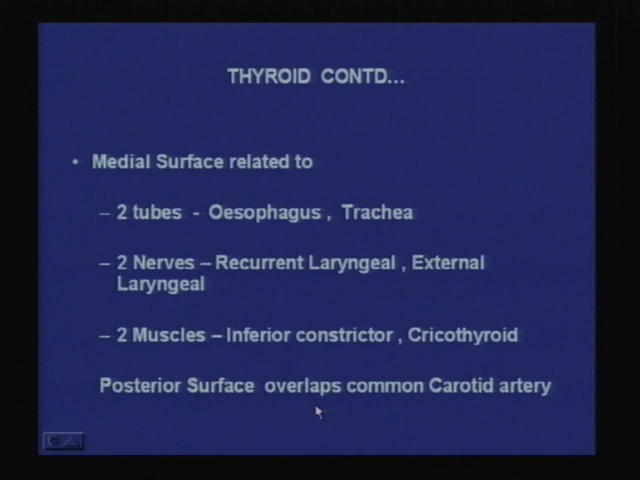 THYROID CONTD...
• Medial Surface related to
– 2 tubes - Oesophagus , Trachea
– 2 Nerves – Recurrent Laryngeal , External
Laryngeal
– 2 Muscles – Inferior constrictor , Cricothyroid
Posterior Surface overlaps common Carotid artery